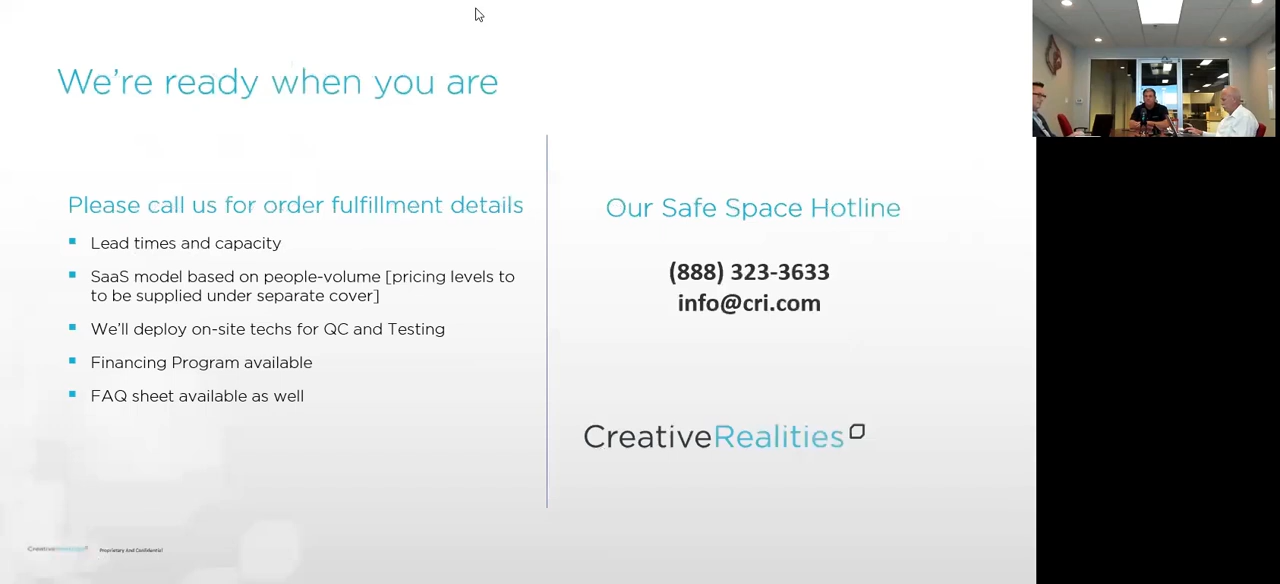 We're ready when you are
Please call us for order fulfillment details
Lead times and capacity
SaaS model based on people-volume [pricing levels to
to be supplied under separate cover]
We'll deploy on-site techs for QC and Testing
Financing Program available
FAQ sheet available as well
Our Safe Space Hotline
(888) 323-3633
info@cri.com
CreativeRealities
CreativeRealities
Proprietary And Confidential